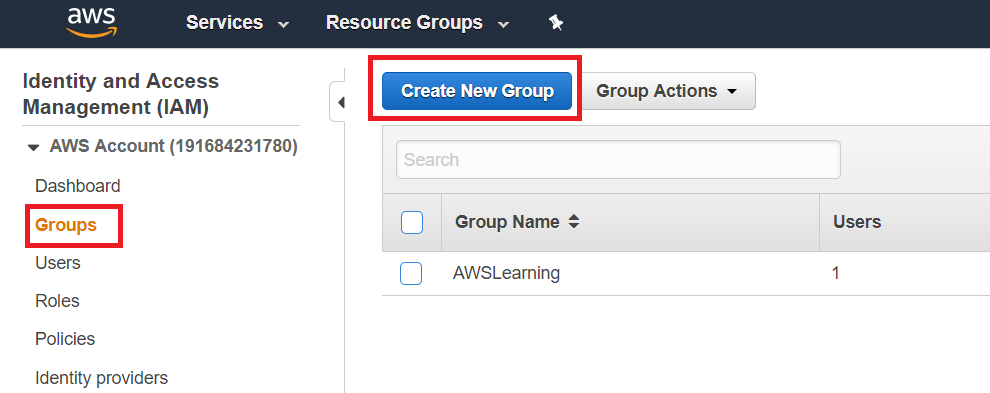 aws
Services
Resource Groups
Identity and Access
Management (IAM)
AWS Account (191684231780)
Dashboard
Groups
Users
Roles
Policies
Identity providers
Create New Group
Group Actions
Search
Group Name
Users
AWSLearning
1